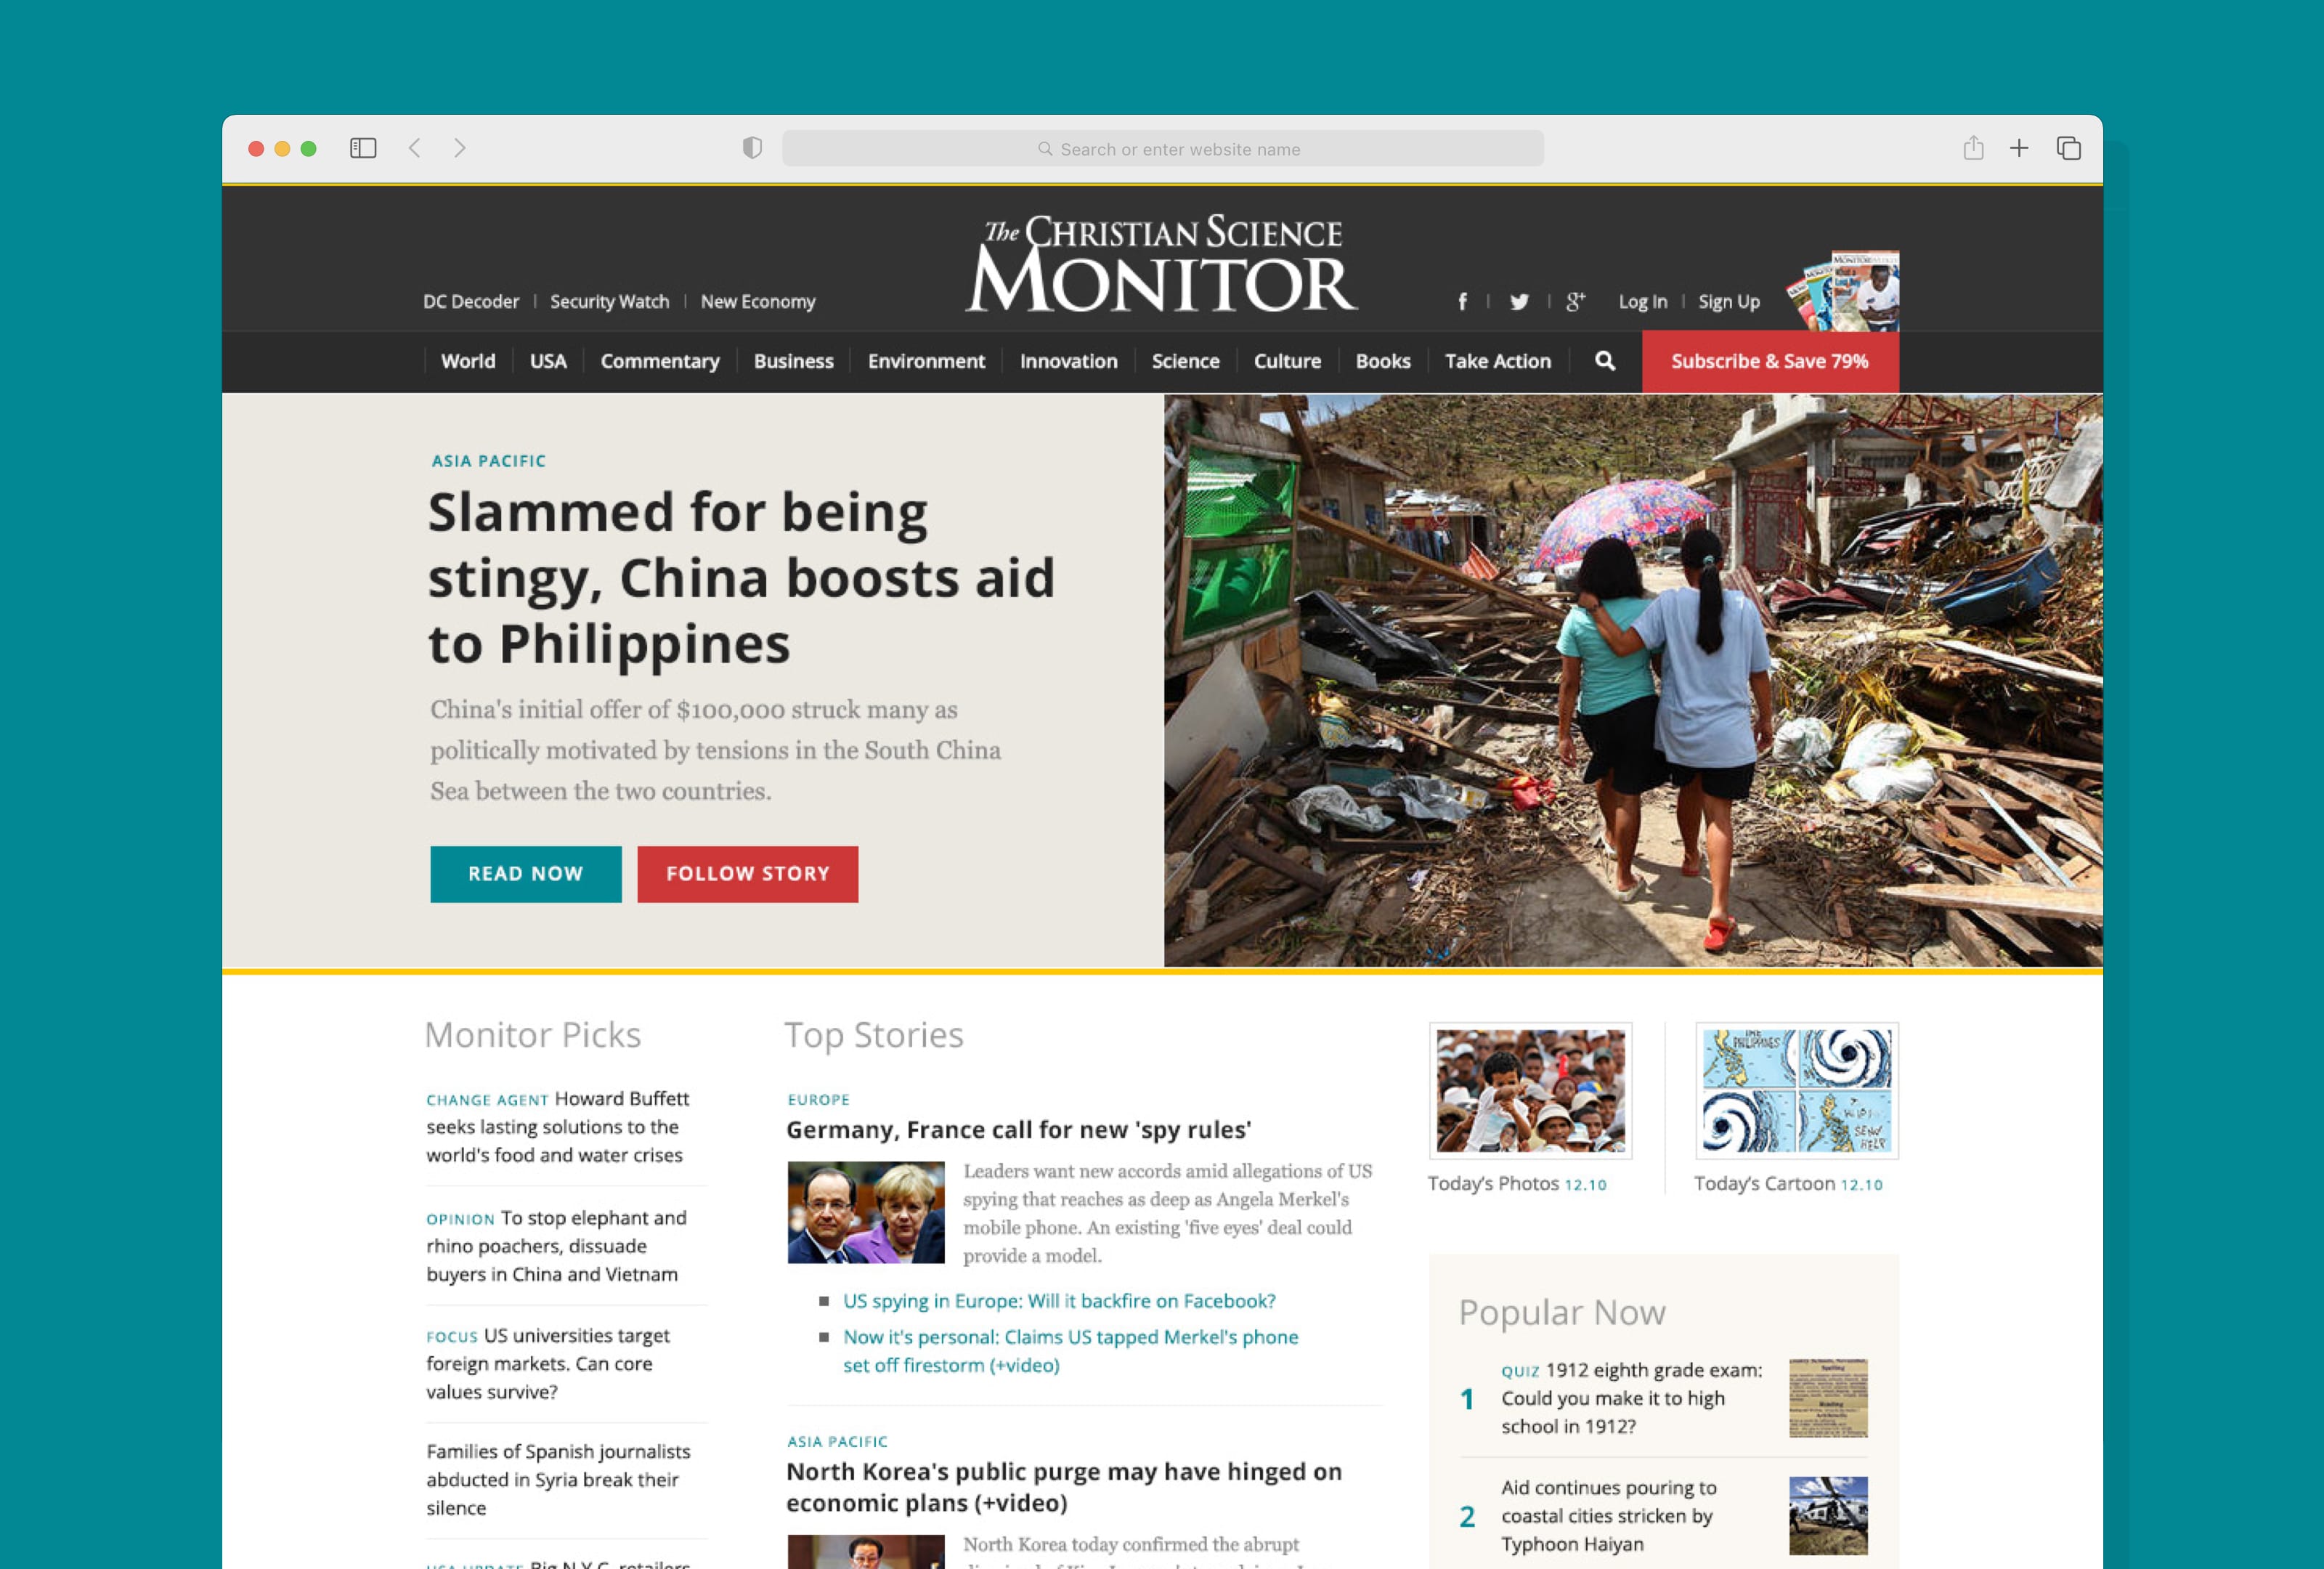 Search or enter website name
The CHRISTIAN SCIENCE
MONITOR
DC Decoder
Security Watch
New Economy
f
g+
Log In
Sign Up
World
USA
Commentary
Business
Environment
Innovation
Science
Culture
Books
Take Action
Subscribe & Save 79%
ASIA PACIFIC
Slammed for being
stingy, China boosts aid
to Philippines
China's initial offer of $100,000 struck many as
politically motivated by tensions in the South China
Sea between the two countries.
READ NOW
FOLLOW STORY
Monitor Picks
CHANGE AGENT Howard Buffett
seeks lasting solutions to the
world's food and water crises
OPINION To stop elephant and
rhino poachers, dissuade
buyers in China and Vietnam
FOCUS US universities target
foreign markets. Can core
values survive?
Families of Spanish journalists
abducted in Syria break their
silence
USA UPDATE Big N.Y.C. retailers
Top Stories
EUROPE
Germany, France call for new 'spy rules'
Leaders want new accords amid allegations of US
spying that reaches as deep as Angela Merkel's
mobile phone. An existing 'five eyes' deal could
provide a model.
US spying in Europe: Will it backfire on Facebook?
Now it's personal: Claims US tapped Merkel's phone
set off firestorm (+video)
ASIA PACIFIC
North Korea's public purge may have hinged on
economic plans (+video)
North Korea today confirmed the abrupt
THE
PHILIPPINES
SEND
HELP
Today's Photos 12.10
Today's Cartoon 12.10
Popular Now
1
QUIZ 1912 eighth grade exam:
Could you make it to high
school in 1912?
2
Aid continues pouring to
coastal cities stricken by
Typhoon Haiyan